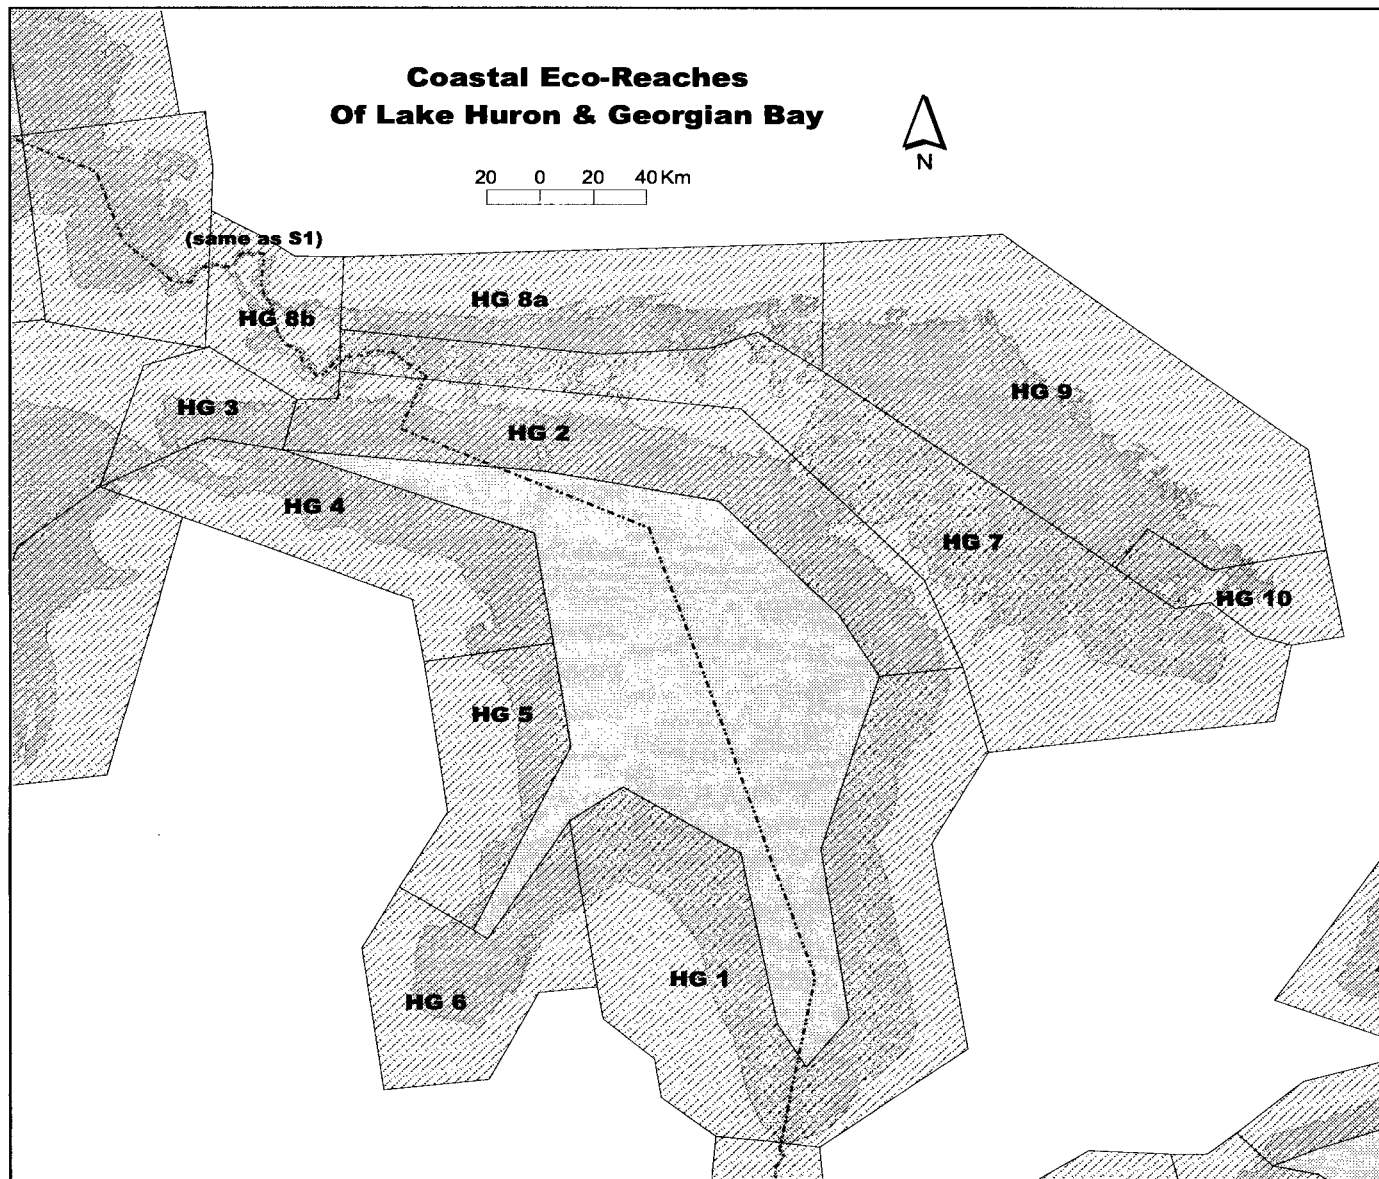 Coastal Eco-Reaches
Of Lake Huron & Georgian Bay
N
20 0 20 40 Km
(same as S1)
HG 8a
HG 8b
HG 9
HG 3
HG 2
HG 4
HG 7
HG 10
HG 5
HG 1
HG 6